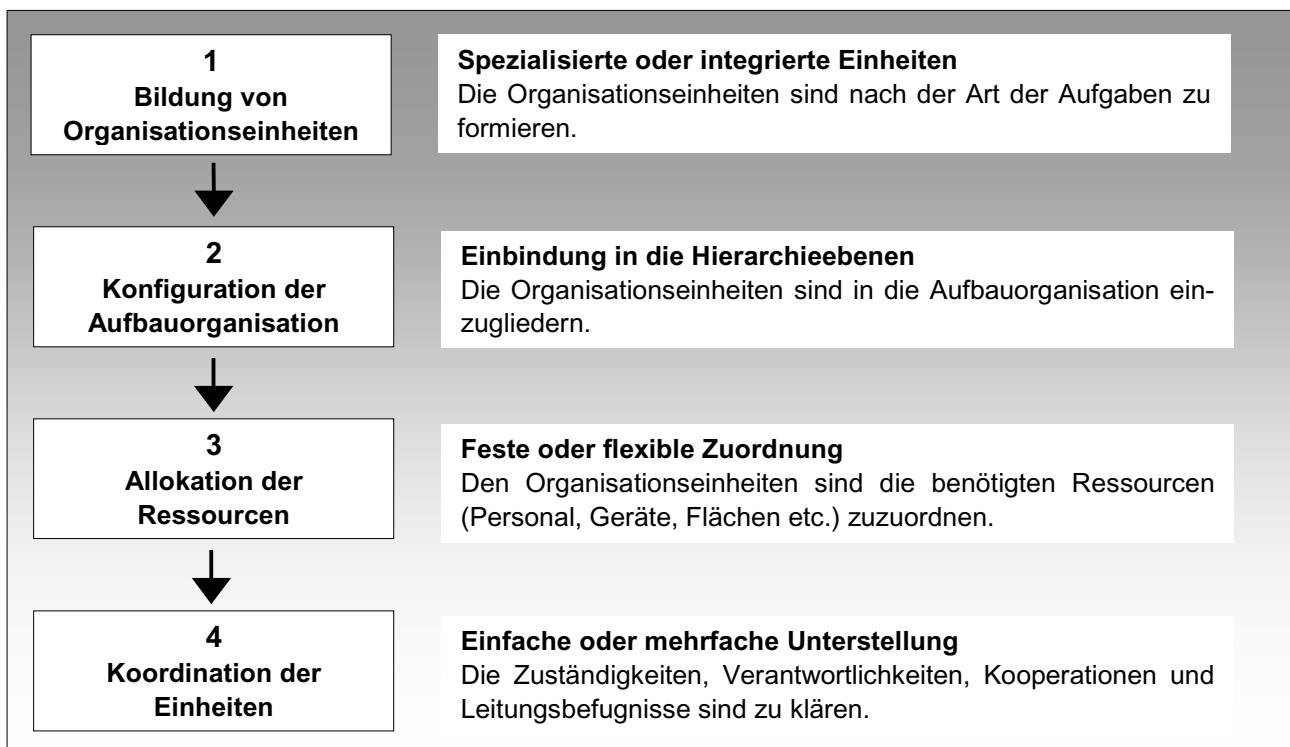 1
Bildung von
Organisationseinheiten
Spezialisierte oder integrierte Einheiten
Die Organisationseinheiten sind nach der Art der Aufgaben zu
formieren.
2
Konfiguration der
Aufbauorganisation
Einbindung in die Hierarchieebenen
Die Organisationseinheiten sind in die Aufbauorganisation ein-
zugliedern.
3
Allokation der
Ressourcen
Feste oder flexible Zuordnung
Den Organisationseinheiten sind die benötigten Ressourcen
(Personal, Geräte, Flächen etc.) zuzuordnen.
4
Koordination der
Einheiten
Einfache oder mehrfache Unterstellung
Die Zuständigkeiten, Verantwortlichkeiten, Kooperationen und
Leitungsbefugnisse sind zu klären.